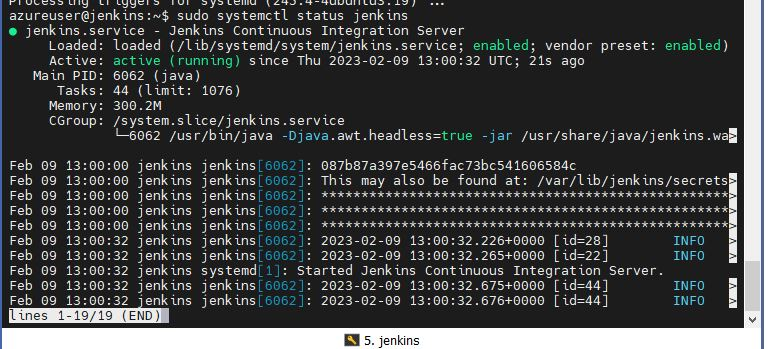 Processing triggers for systemd (245.4-4ubuntu3.19) ...
azureuser@jenkins:~$ sudo systemctl status jenkins
● jenkins.service - Jenkins Continuous Integration Server
     Loaded: loaded (/lib/systemd/system/jenkins.service; enabled; vendor preset: enabled)
     Active: active (running) since Thu 2023-02-09 13:00:32 UTC; 21s ago
   Main PID: 6062 (java)
      Tasks: 44 (limit: 1076)
     Memory: 300.2M
     CGroup: /system.slice/jenkins.service
             └─6062 /usr/bin/java -Djava.awt.headless=true -jar /usr/share/java/jenkins.wa>
Feb 09 13:00:00 jenkins jenkins[6062]: 087b87a397e5466fac73bc541606584c
Feb 09 13:00:00 jenkins jenkins[6062]: This may also be found at: /var/lib/jenkins/secrets>
Feb 09 13:00:00 jenkins jenkins[6062]: ***************************************************>
Feb 09 13:00:00 jenkins jenkins[6062]: ***************************************************>
Feb 09 13:00:00 jenkins jenkins[6062]: ***************************************************>
Feb 09 13:00:32 jenkins jenkins[6062]: 2023-02-09 13:00:32.226+0000 [id=28]        INFO   >
Feb 09 13:00:32 jenkins jenkins[6062]: 2023-02-09 13:00:32.265+0000 [id=22]        INFO   >
Feb 09 13:00:32 jenkins systemd[1]: Started Jenkins Continuous Integration Server.
Feb 09 13:00:32 jenkins jenkins[6062]: 2023-02-09 13:00:32.675+0000 [id=44]        INFO   >
Feb 09 13:00:32 jenkins jenkins[6062]: 2023-02-09 13:00:32.676+0000 [id=44]        INFO   >
lines 1-19/19 (END)
5. jenkins